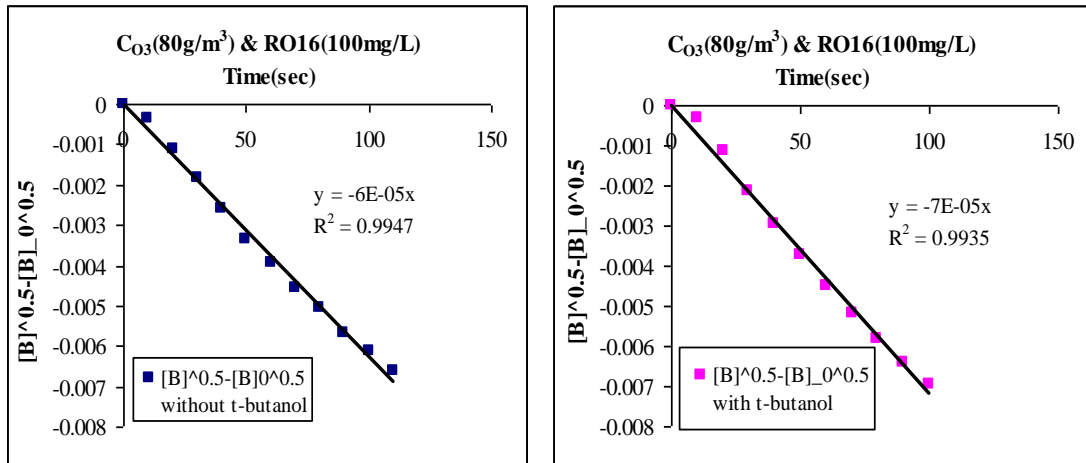 C_O3(80g/m³) & RO16(100mg/L)
Time(sec)
0
-0.001
-0.002
-0.003
-0.004
-0.005
-0.006
-0.007
-0.008
0
50
100
150
[B]^0.5-[B]_0^0.5
y = -6E-05x
R² = 0.9947
[B]^0.5-[B]0^0.5
without t-butanol
C_O3(80g/m³) & RO16(100mg/L)
Time(sec)
0
-0.001
-0.002
-0.003
-0.004
-0.005
-0.006
-0.007
-0.008
0
50
100
150
[B]^0.5-[B]_0^0.5
y = -7E-05x
R² = 0.9935
[B]^0.5-[B]_0^0.5
with t-butanol